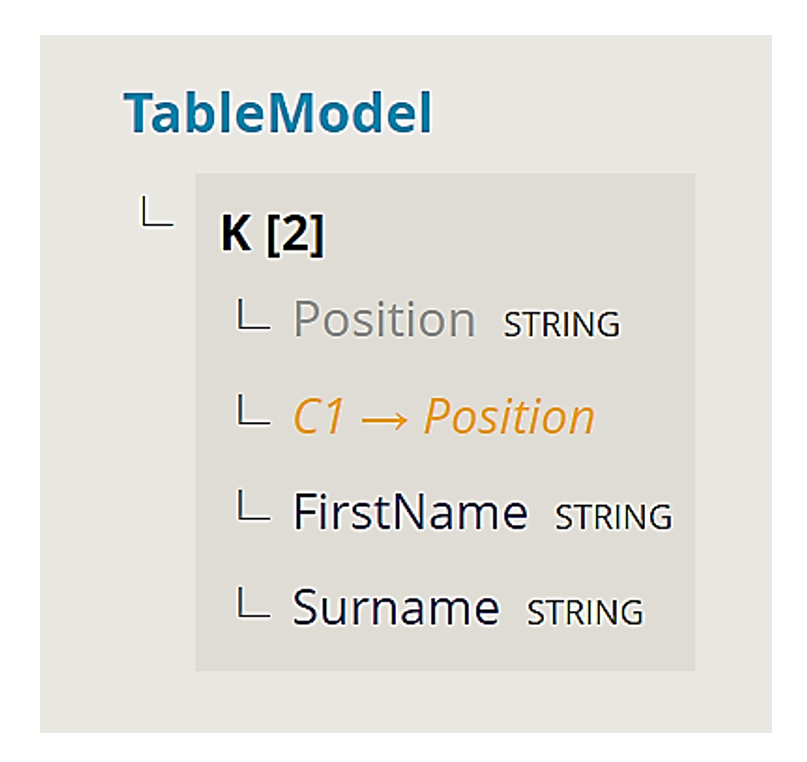 TableModel
K [2]
Position STRING
C1 → Position
FirstName STRING
Surname STRING